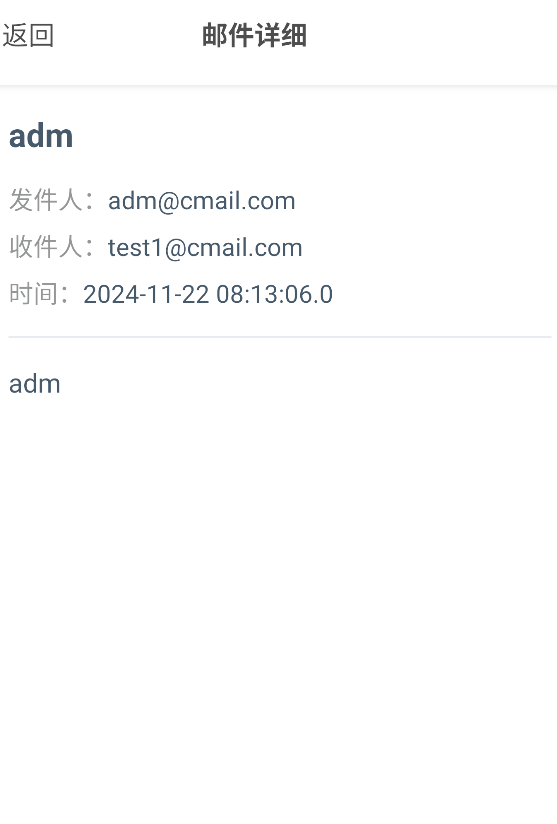 返回
邮件详细
adm
发件人：adm@cmail.com
收件人：test1@cmail.com
时间：2024-11-22 08:13:06.0
adm